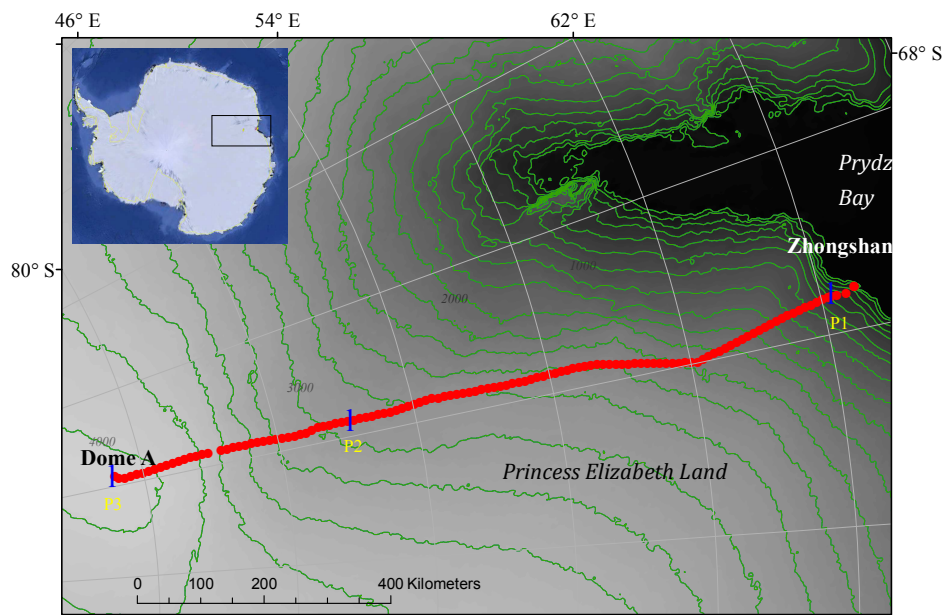 46° E
54° E
62° E
68° S
Prydz
Bay
Zhongshan
80° S
1000
2000
P1
3000
P2
4000
Dome A
P3
Princess Elizabeth Land
0
100
200
400 Kilometers